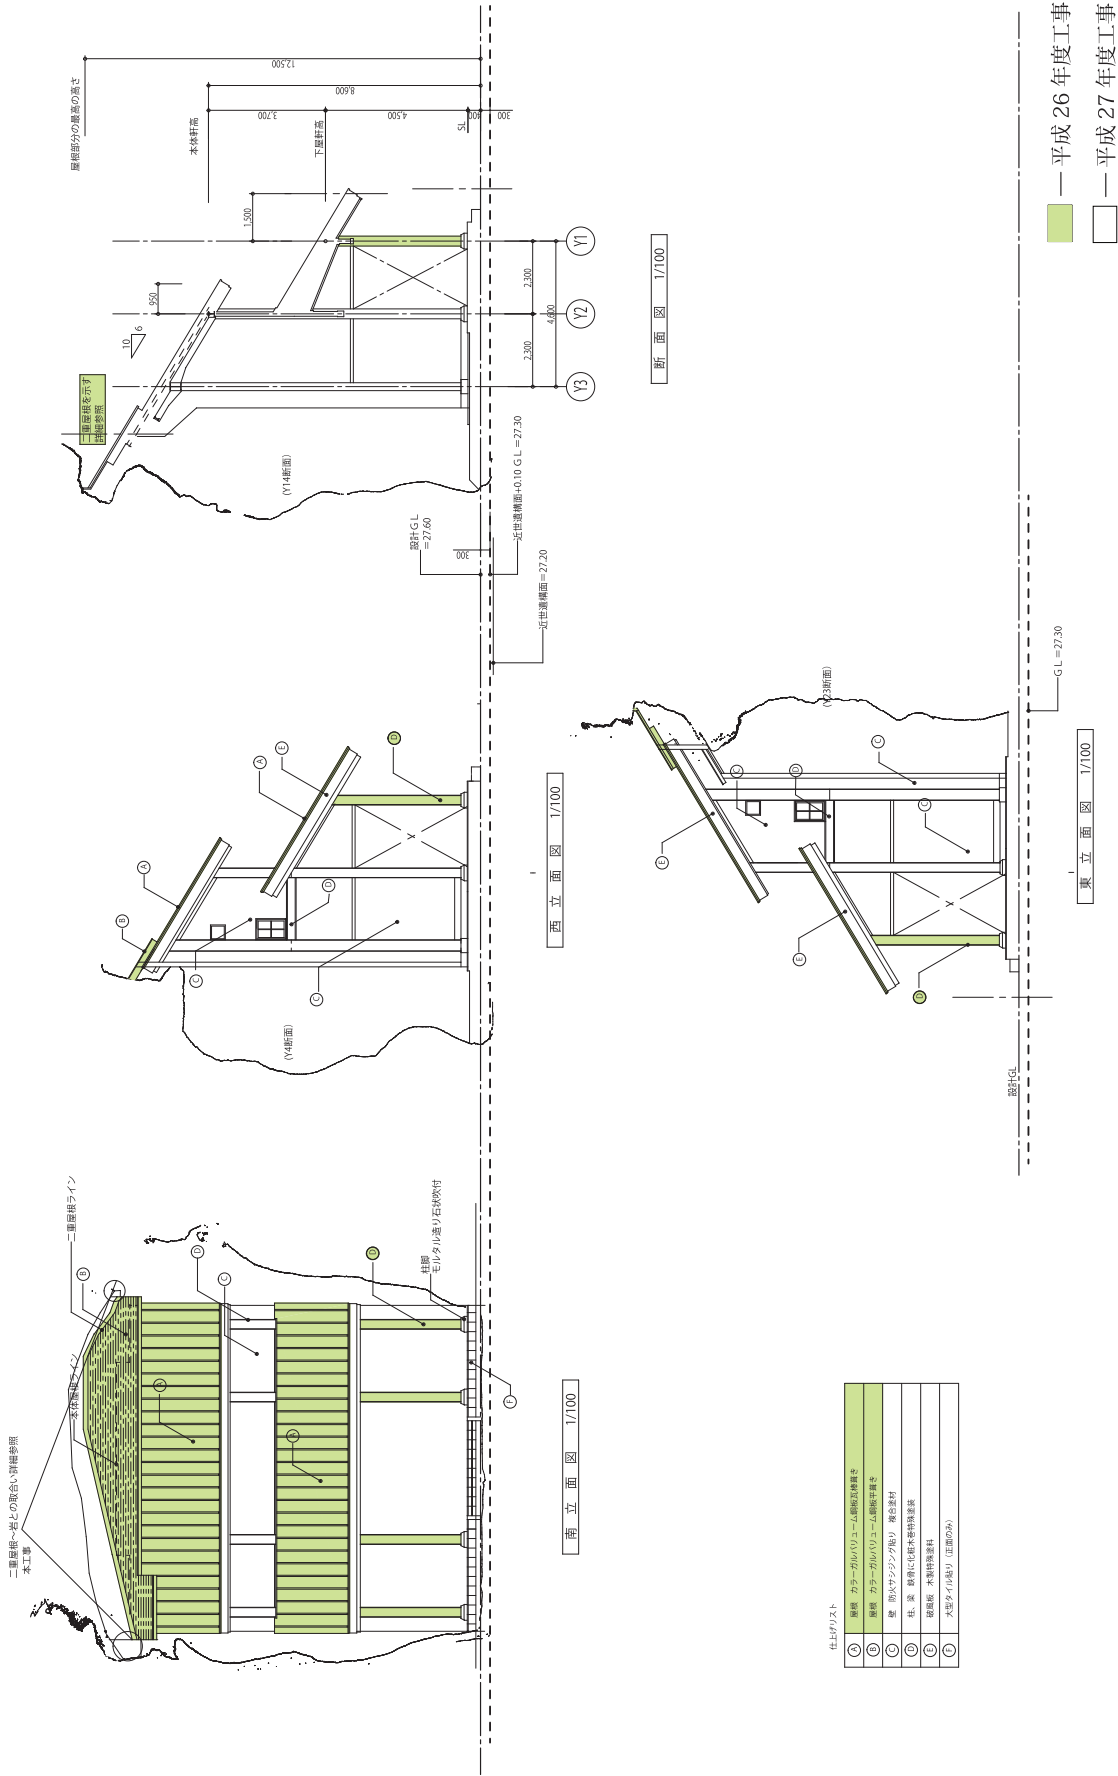 二重屋根~岩との取合い詳細参照
本工事
本体屋根ライン
二重屋根ライン
B
A
A
D
C
D
柱脚
モルタル造り石状吹付
F
南 立 面 図 1/100
B
A
A
E
D
C
D
C
(Y4断面)
西 立 面 図 1/100
設計ＧＬ
＝27.60
300
近世遺構面+0.10 ＧＬ＝27.30
近世遺構面＝27.20
屋根部分の最高の高さ
本体軒高
下屋軒高
SL
12,500
8,600
3,700
4,500
400
300
1,500
950
10
6
二重屋根を示す
詳細参照
(Y14断面)
2,300
2,300
4,600
Y3
Y2
Y1
断 面 図 1/100
設計GL
D
E
E
C
D
C
C
(Y23断面)
ＧＬ＝27.30
東 立 面 図 1/100
仕上げリスト
A 屋根 カラーガルバリューム鋼板瓦棒葺き
B 屋根 カラーガルバリューム鋼板平葺き
C 壁 防火サンジング貼り 複合塗材
D 柱、梁 鉄骨に化粧木巻特殊塗装
E 破風板 木製特殊塗料
F 大型タイル貼り（正面のみ）
― 平成 26 年度工事
― 平成 27 年度工事